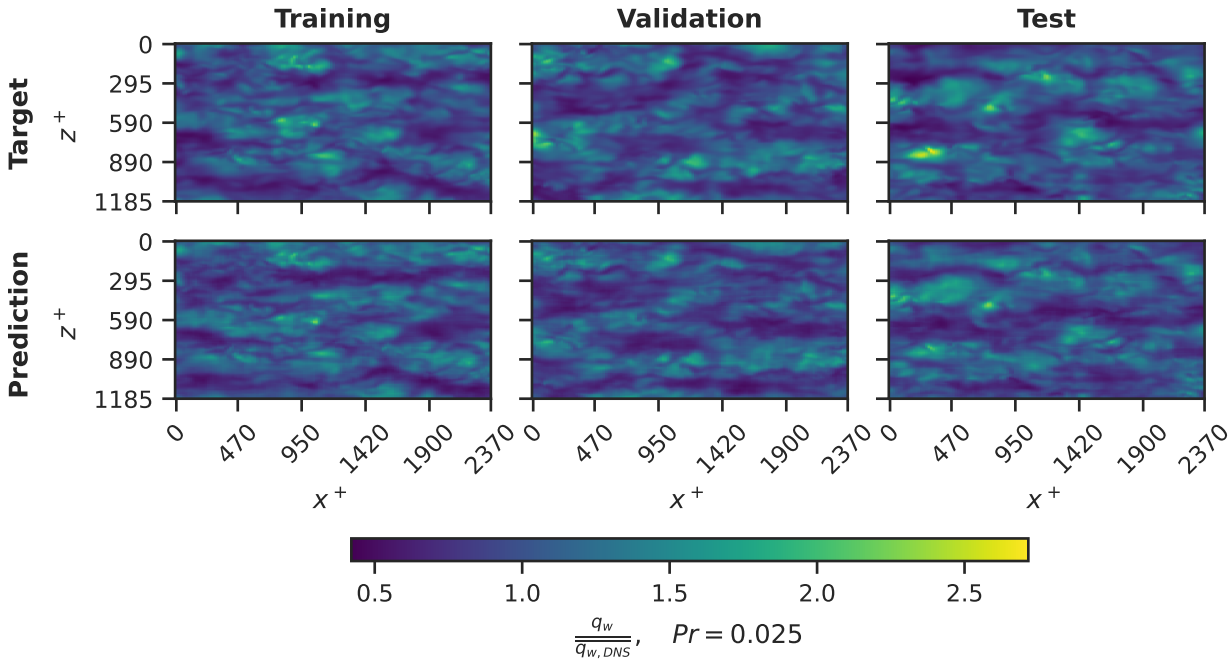 Training Validation Test
Target
z+
0
295
590
890
1185
Prediction
z+
0
295
590
890
1185
0 470 950 1420 1900 2370 0 470 950 1420 1900 2370 0 470 950 1420 1900 2370
x+ x+ x+
0.5 1.0 1.5 2.0 2.5
q_w / q_w,DNS, Pr = 0.025